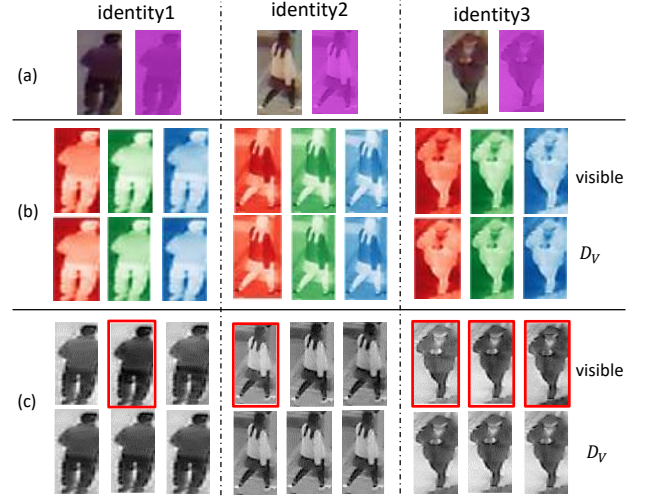 identity1 identity2 identity3
(a)
visible
(b)
D_V
visible
(c)
D_V